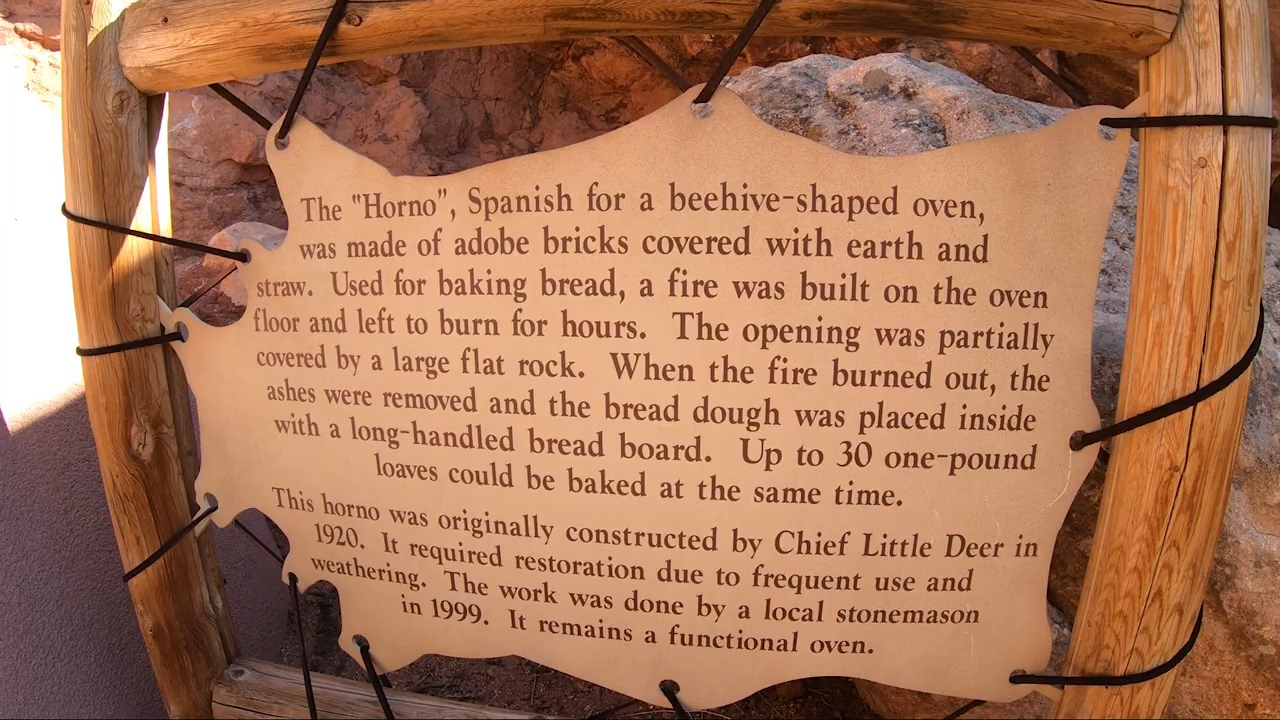 The "Horno", Spanish for a beehive-shaped oven,
was made of adobe bricks covered with earth and
straw. Used for baking bread, a fire was built on the oven
floor and left to burn for hours. The opening was partially
covered by a large flat rock. When the fire burned out, the
ashes were removed and the bread dough was placed inside
with a long-handled bread board. Up to 30 one-pound
loaves could be baked at the same time.
This horno was originally constructed by Chief Little Deer in
1920. It required restoration due to frequent use and
weathering. The work was done by a local stonemason
in 1999. It remains a functional oven.